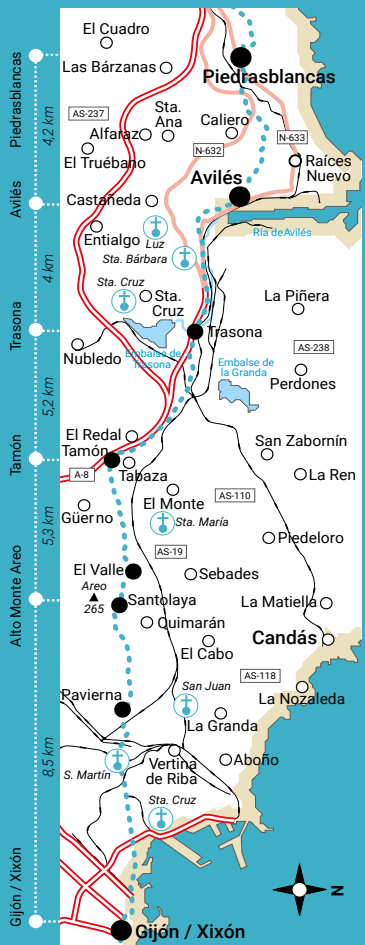 Piedrasblancas
4,2 km
Avilés
4 km
Trasona
5,2 km
Tamón
5,3 km
Alto Monte Areo
8,5 km
Gijón / Xixón
El Cuadro
Las Bárzanas
Piedrasblancas
AS-237
Sta.
Ana
Alfaraz
Caliero
N-633
El Truébano
N-632
Raíces
Nuevo
Avilés
Castañeda
Entialgo
Luz
Ría de Avilés
Sta. Bárbara
Sta. Cruz
Sta.
Cruz
La Piñera
Trasona
Nubledo
Embalse de
Trasona
AS-238
Embalse de
la Granda
Perdones
El Redal
Tamón
San Zabornín
A-8
Tabaza
La Ren
El Monte
AS-110
Güerno
Sta. María
Piedeloro
AS-19
El Valle
Sebades
Areo
265
Santolaya
La Matiella
Quimarán
Candás
El Cabo
AS-118
San Juan
Pavierna
La Nozaleda
La Granda
Vertina
de Riba
Aboño
S. Martín
Sta. Cruz
N
Gijón / Xixón